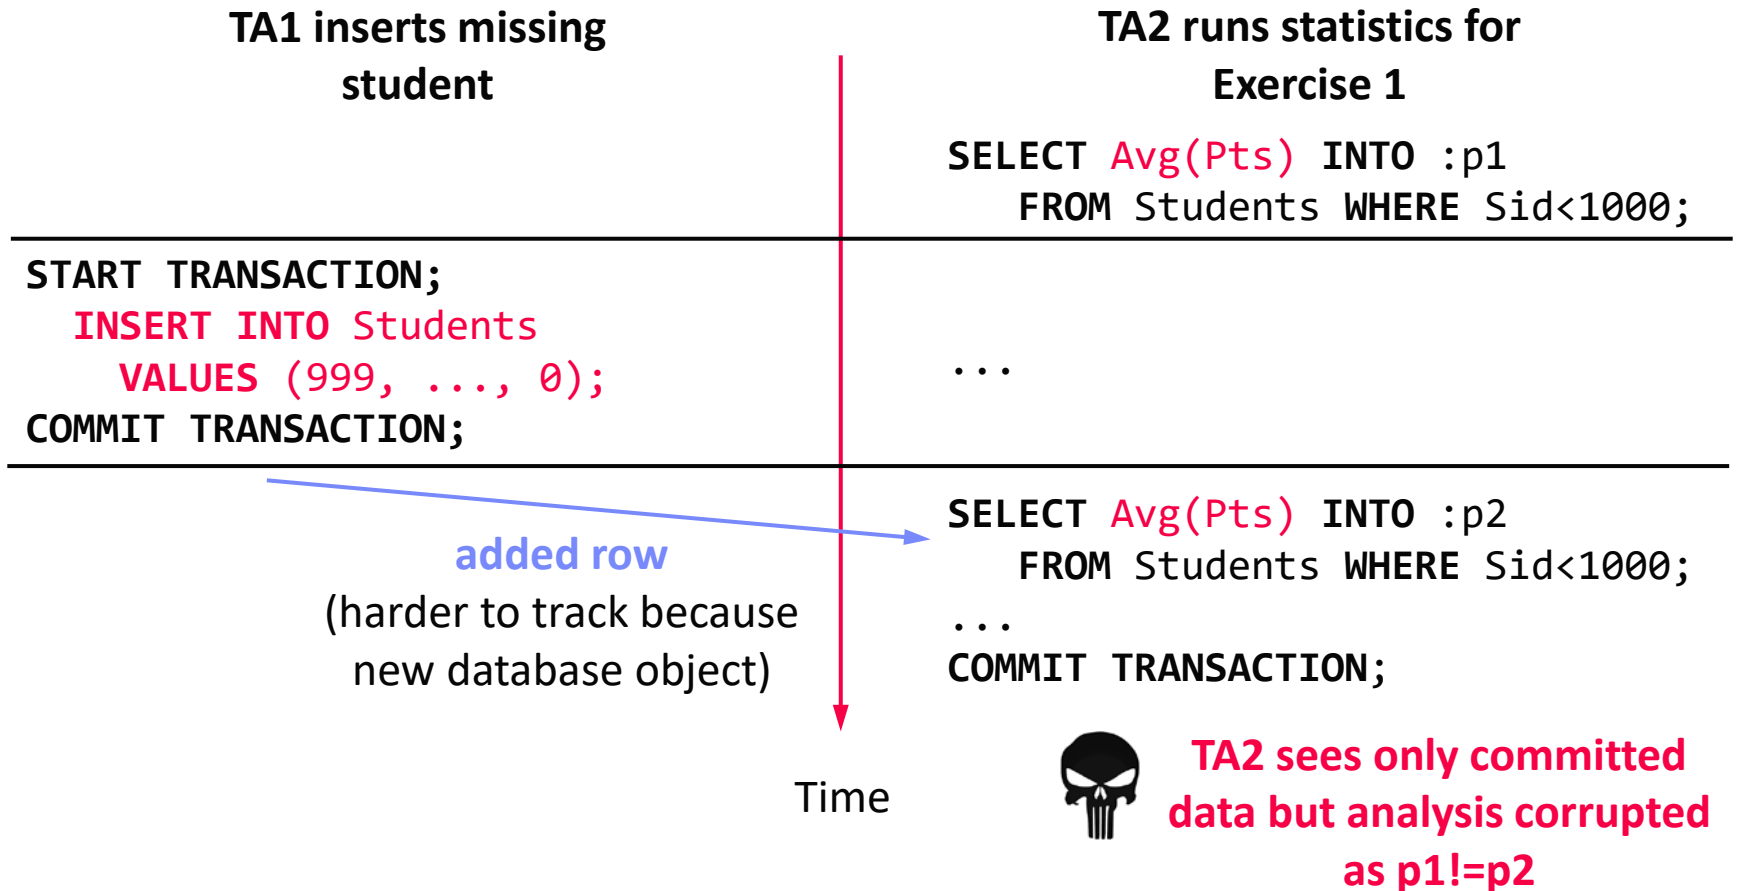 TA1 inserts missing
student
TA2 runs statistics for
Exercise 1
SELECT Avg(Pts) INTO :p1
FROM Students WHERE Sid<1000;
START TRANSACTION;
INSERT INTO Students
VALUES (999, ..., 0);
COMMIT TRANSACTION;
...
added row
(harder to track because
new database object)
SELECT Avg(Pts) INTO :p2
FROM Students WHERE Sid<1000;
...
COMMIT TRANSACTION;
Time
TA2 sees only committed
data but analysis corrupted
as p1!=p2